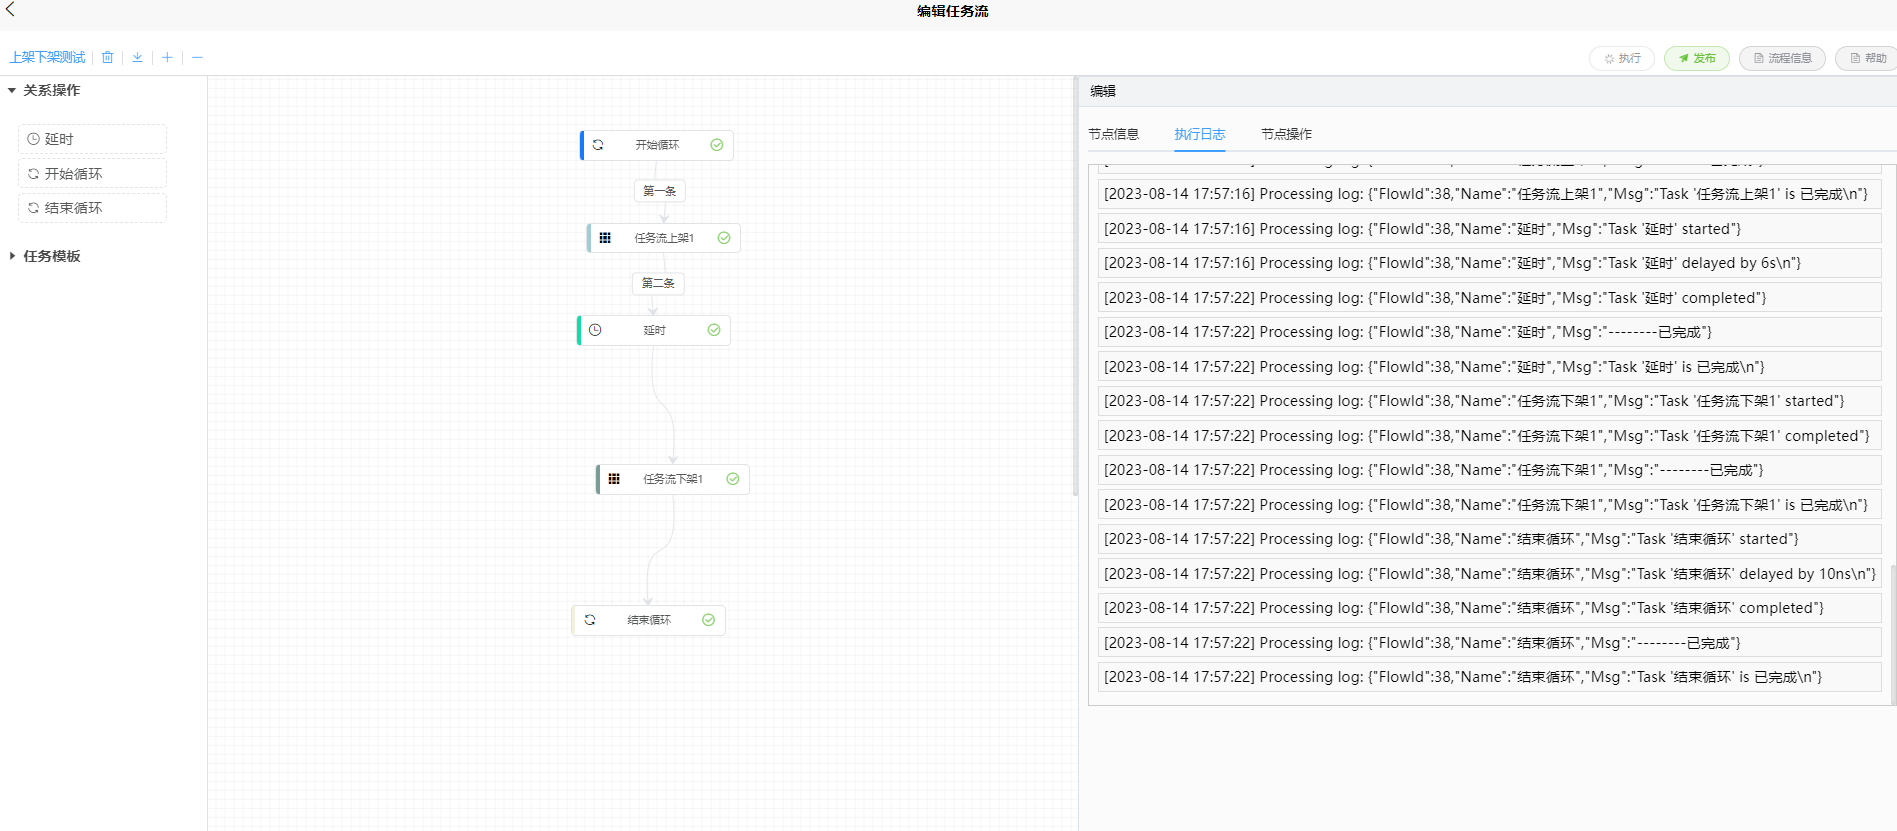 编辑任务流
上架下架测试
执行
发布
流程信息
帮助
关系操作
延时
开始循环
结束循环
任务模板
开始循环
第一条
任务流上架1
第二条
延时
任务流下架1
结束循环
编辑
节点信息
执行日志
节点操作
[2023-08-14 17:57:16] Processing log: {"FlowId":38,"Name":"任务流上架1","Msg":"Task '任务流上架1' is 已完成\n"}
[2023-08-14 17:57:16] Processing log: {"FlowId":38,"Name":"延时","Msg":"Task '延时' started"}
[2023-08-14 17:57:16] Processing log: {"FlowId":38,"Name":"延时","Msg":"Task '延时' delayed by 6s\n"}
[2023-08-14 17:57:22] Processing log: {"FlowId":38,"Name":"延时","Msg":"Task '延时' completed"}
[2023-08-14 17:57:22] Processing log: {"FlowId":38,"Name":"延时","Msg":"--------已完成"}
[2023-08-14 17:57:22] Processing log: {"FlowId":38,"Name":"延时","Msg":"Task '延时' is 已完成\n"}
[2023-08-14 17:57:22] Processing log: {"FlowId":38,"Name":"任务流下架1","Msg":"Task '任务流下架1' started"}
[2023-08-14 17:57:22] Processing log: {"FlowId":38,"Name":"任务流下架1","Msg":"Task '任务流下架1' completed"}
[2023-08-14 17:57:22] Processing log: {"FlowId":38,"Name":"任务流下架1","Msg":"--------已完成"}
[2023-08-14 17:57:22] Processing log: {"FlowId":38,"Name":"任务流下架1","Msg":"Task '任务流下架1' is 已完成\n"}
[2023-08-14 17:57:22] Processing log: {"FlowId":38,"Name":"结束循环","Msg":"Task '结束循环' started"}
[2023-08-14 17:57:22] Processing log: {"FlowId":38,"Name":"结束循环","Msg":"Task '结束循环' delayed by 10ns\n"}
[2023-08-14 17:57:22] Processing log: {"FlowId":38,"Name":"结束循环","Msg":"Task '结束循环' completed"}
[2023-08-14 17:57:22] Processing log: {"FlowId":38,"Name":"结束循环","Msg":"--------已完成"}
[2023-08-14 17:57:22] Processing log: {"FlowId":38,"Name":"结束循环","Msg":"Task '结束循环' is 已完成\n"}